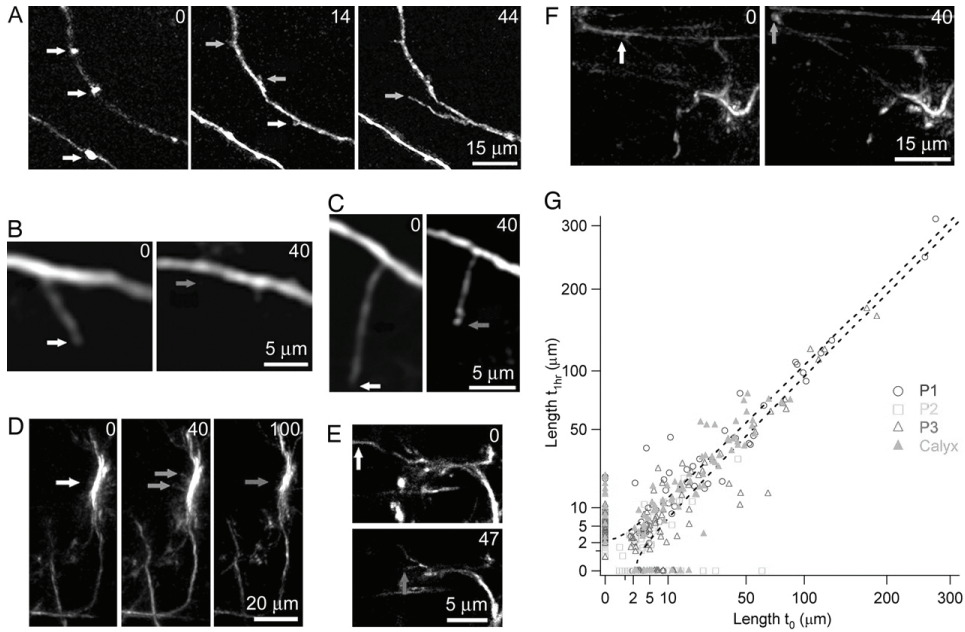 A
0
14
44
15 μm
F
0
40
15 μm
B
0
40
5 μm
C
0
40
5 μm
D
0
40
100
20 μm
E
0
47
5 μm
G
Length t1hr (μm)
300
200
100
50
10
5
2
0
P1
P2
P3
Calyx
0 2 5 10 50 100 200 300
Length t0 (μm)